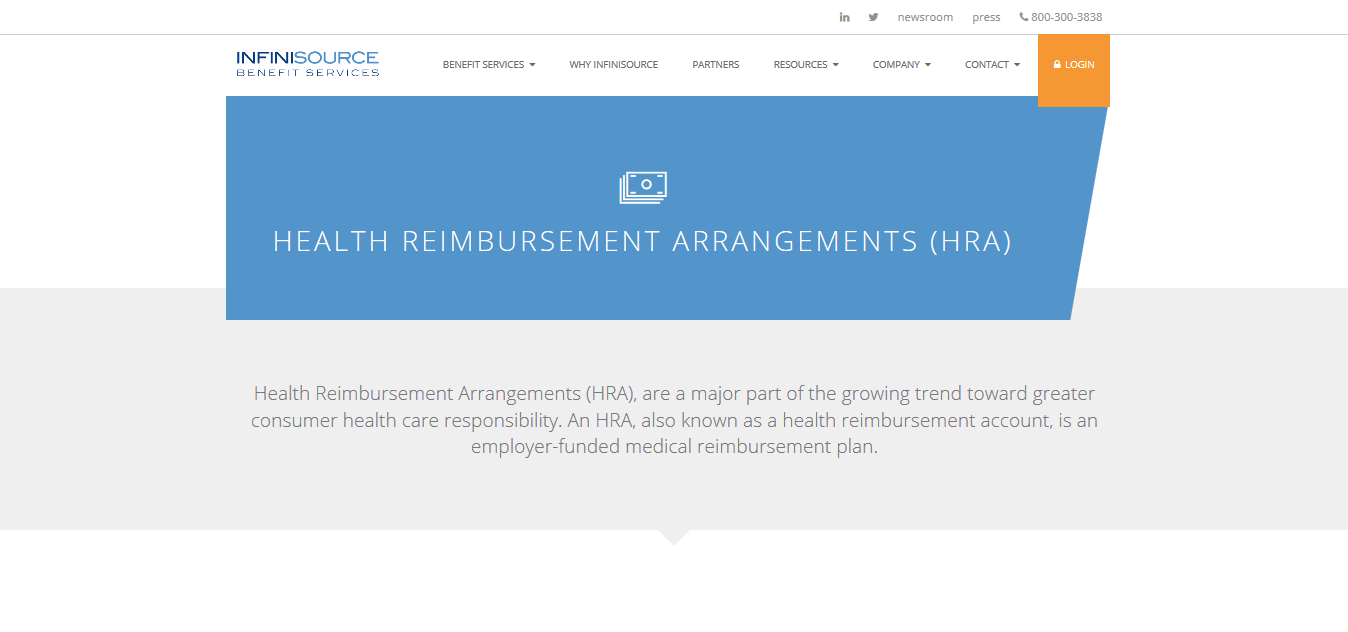 newsroom press 800-300-3838
INFINISOURCE
BENEFIT SERVICES
BENEFIT SERVICES WHY INFINISOURCE PARTNERS RESOURCES COMPANY CONTACT LOGIN
HEALTH REIMBURSEMENT ARRANGEMENTS (HRA)
Health Reimbursement Arrangements (HRA), are a major part of the growing trend toward greater
consumer health care responsibility. An HRA, also known as a health reimbursement account, is an
employer-funded medical reimbursement plan.